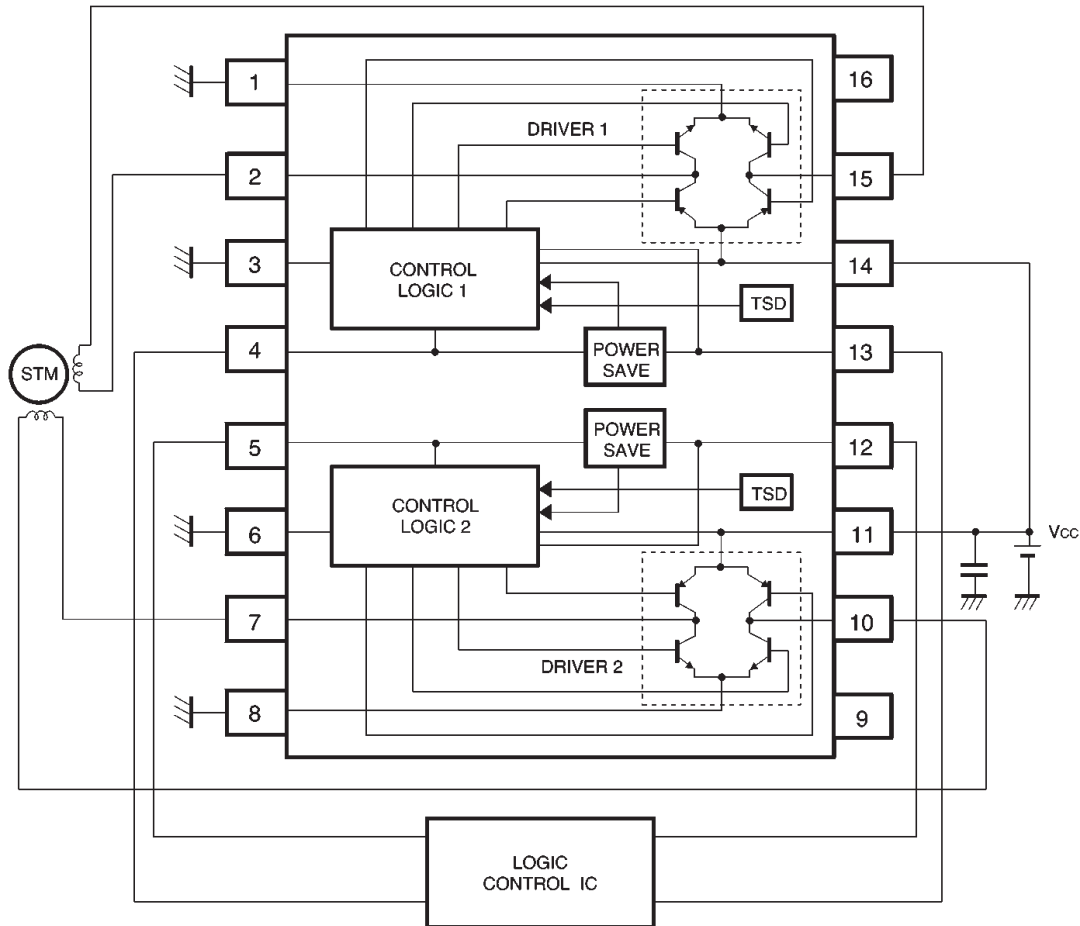 1
16
DRIVER 1
2
15
3
CONTROL
LOGIC 1
14
TSD
4
POWER
SAVE
13
STM
5
POWER
SAVE
12
CONTROL
LOGIC 2
TSD
6
11
Vcc
7
10
DRIVER 2
8
9
LOGIC
CONTROL IC